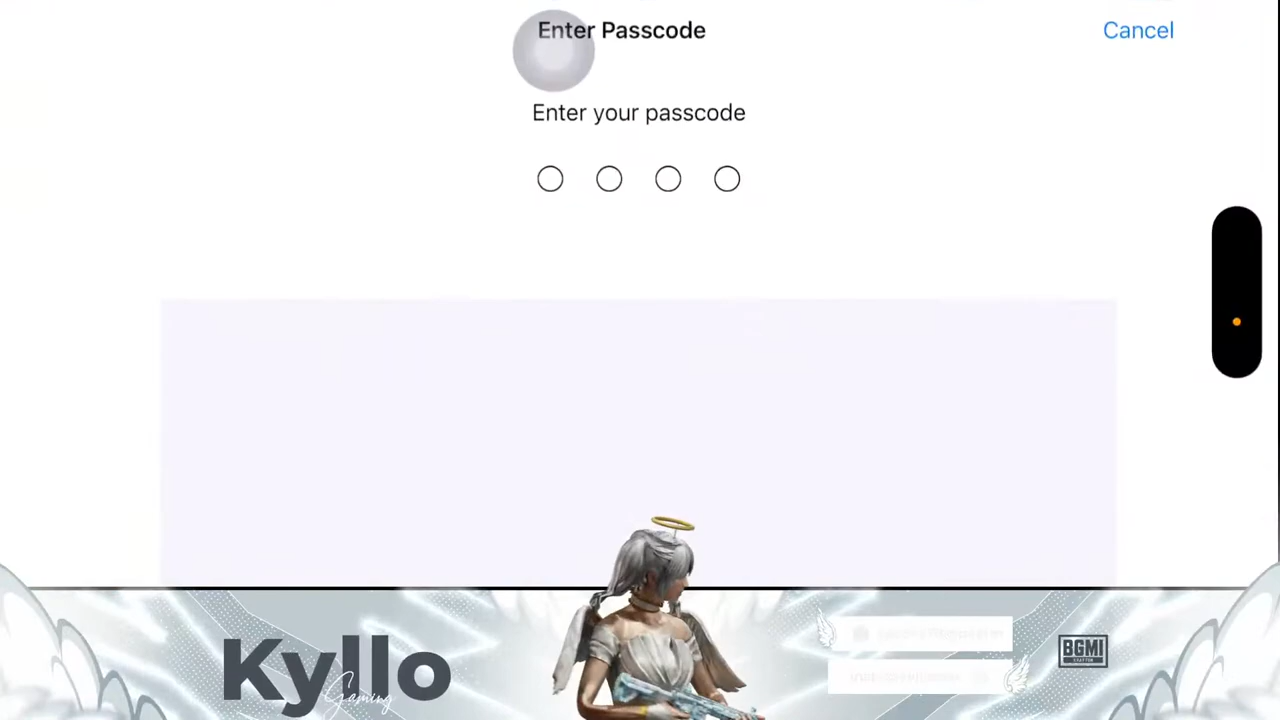 Enter Passcode
Cancel
Enter your passcode
Kyllo
Gaming
BGMI